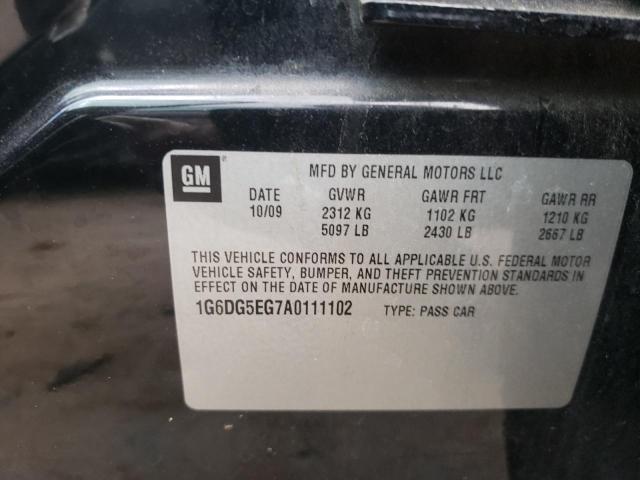 GM
MFD BY GENERAL MOTORS LLC
DATE GVWR GAWR FRT GAWR RR
10/09 2312 KG 1102 KG 1210 KG
5097 LB 2430 LB 2667 LB
THIS VEHICLE CONFORMS TO ALL APPLICABLE U.S. FEDERAL MOTOR
VEHICLE SAFETY, BUMPER, AND THEFT PREVENTION STANDARDS IN
EFFECT ON THE DATE OF MANUFACTURE SHOWN ABOVE.
1G6DG5EG7A0111102 TYPE: PASS CAR